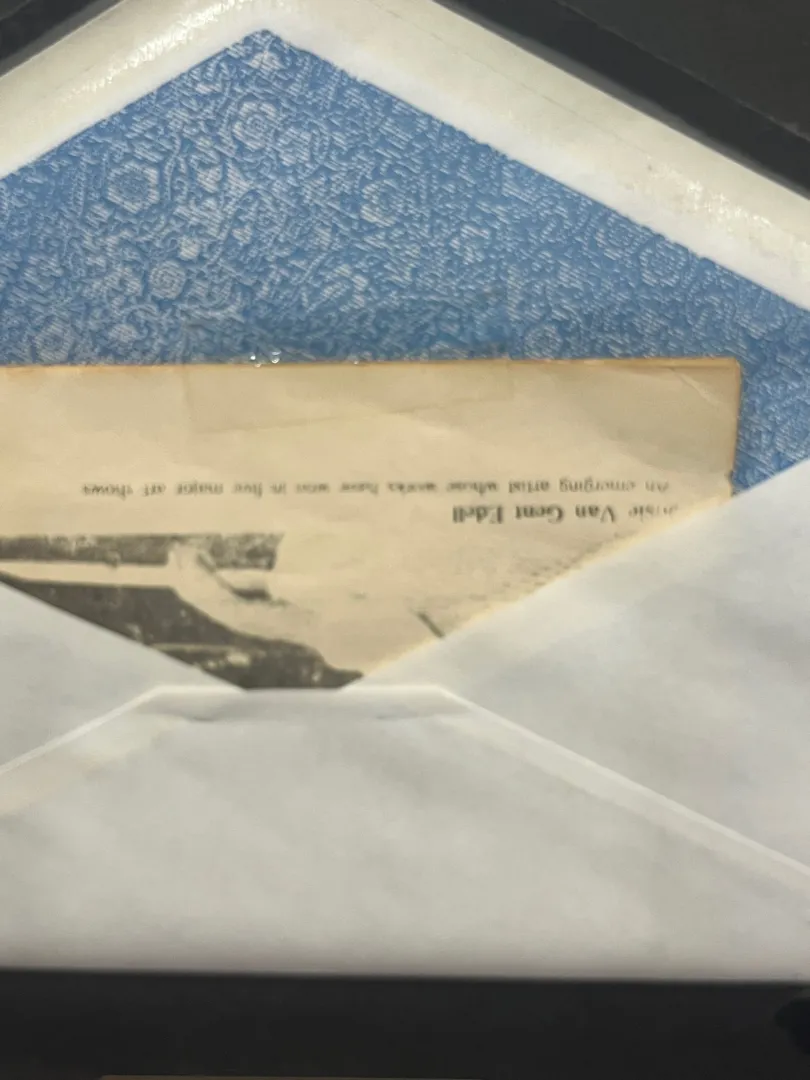 Van Gent Edell
An emerging artist whose works have won in five major art shows